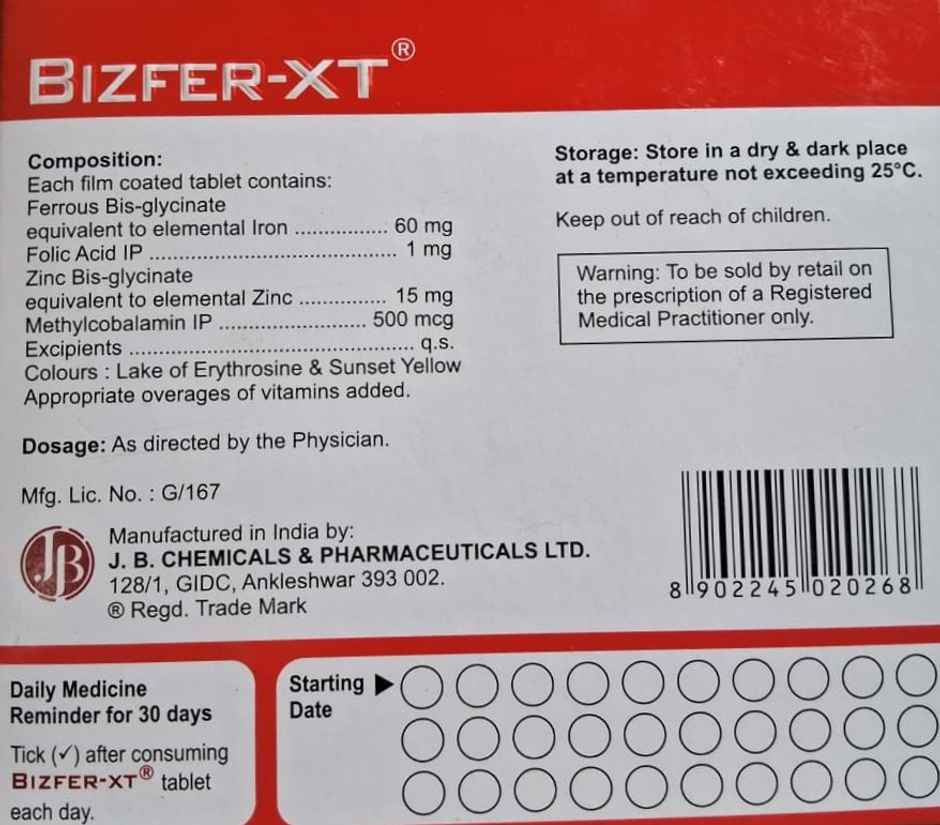 BIZFER-XT®
Composition:
Each film coated tablet contains:
Ferrous Bis-glycinate
equivalent to elemental Iron ................ 60 mg
Folic Acid IP .......................................... 1 mg
Zinc Bis-glycinate
equivalent to elemental Zinc ............... 15 mg
Methylcobalamin IP ......................... 500 mcg
Excipients ................................................ q.s.
Colours : Lake of Erythrosine & Sunset Yellow
Appropriate overages of vitamins added.
Dosage: As directed by the Physician.
Mfg. Lic. No. : G/167
JB
Manufactured in India by:
J. B. CHEMICALS & PHARMACEUTICALS LTD.
128/1, GIDC, Ankleshwar 393 002.
® Regd. Trade Mark
Storage: Store in a dry & dark place
at a temperature not exceeding 25°C.
Keep out of reach of children.
Warning: To be sold by retail on
the prescription of a Registered
Medical Practitioner only.
8 902245 020268
Daily Medicine
Reminder for 30 days
Tick (✓) after consuming
BIZFER-XT® tablet
each day.
Starting ▶
Date